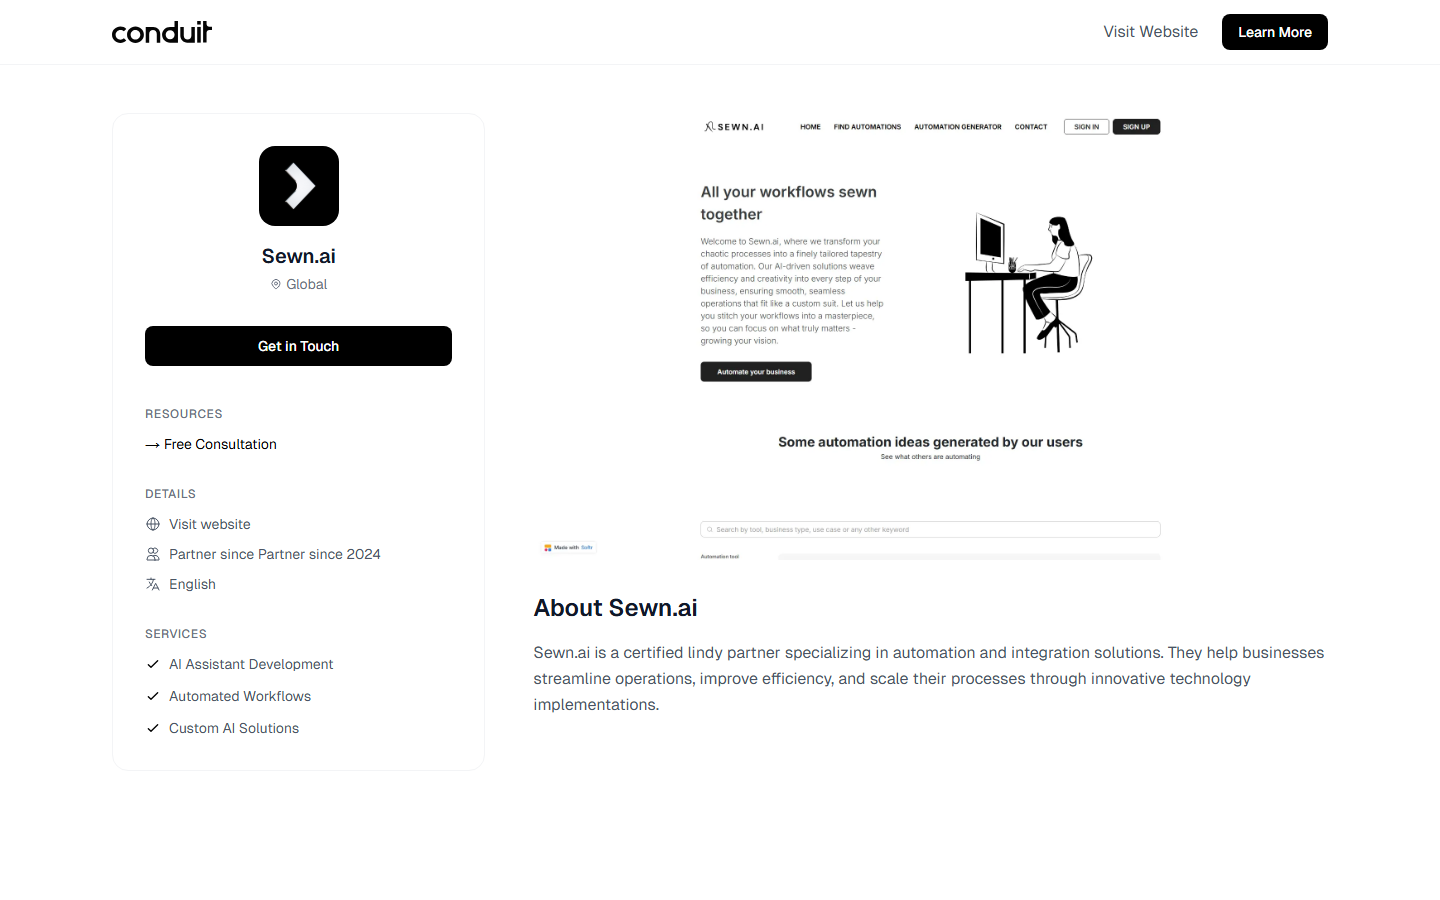 conduit
Visit Website
Learn More
Sewn.ai
Global
Get in Touch
RESOURCES
→ Free Consultation
DETAILS
Visit website
Partner since Partner since 2024
English
SERVICES
AI Assistant Development
Automated Workflows
Custom AI Solutions
SEWN.AI
HOME
FIND AUTOMATIONS
AUTOMATION GENERATOR
CONTACT
SIGN IN
SIGN UP
All your workflows sewn
together
Welcome to Sewn.ai, where we transform your
chaotic processes into a finely tailored tapestry
of automation. Our AI-driven solutions weave
efficiency and creativity into every step of your
business, ensuring smooth, seamless
operations that fit like a custom suit. Let us help
you stitch your workflows into a masterpiece,
so you can focus on what truly matters -
growing your vision.
Automate your business
Some automation ideas generated by our users
See what others are automating
Search by tool, business type, use case or any other keyword
Made with Softr
Automation tool
About Sewn.ai
Sewn.ai is a certified lindy partner specializing in automation and integration solutions. They help businesses
streamline operations, improve efficiency, and scale their processes through innovative technology
implementations.